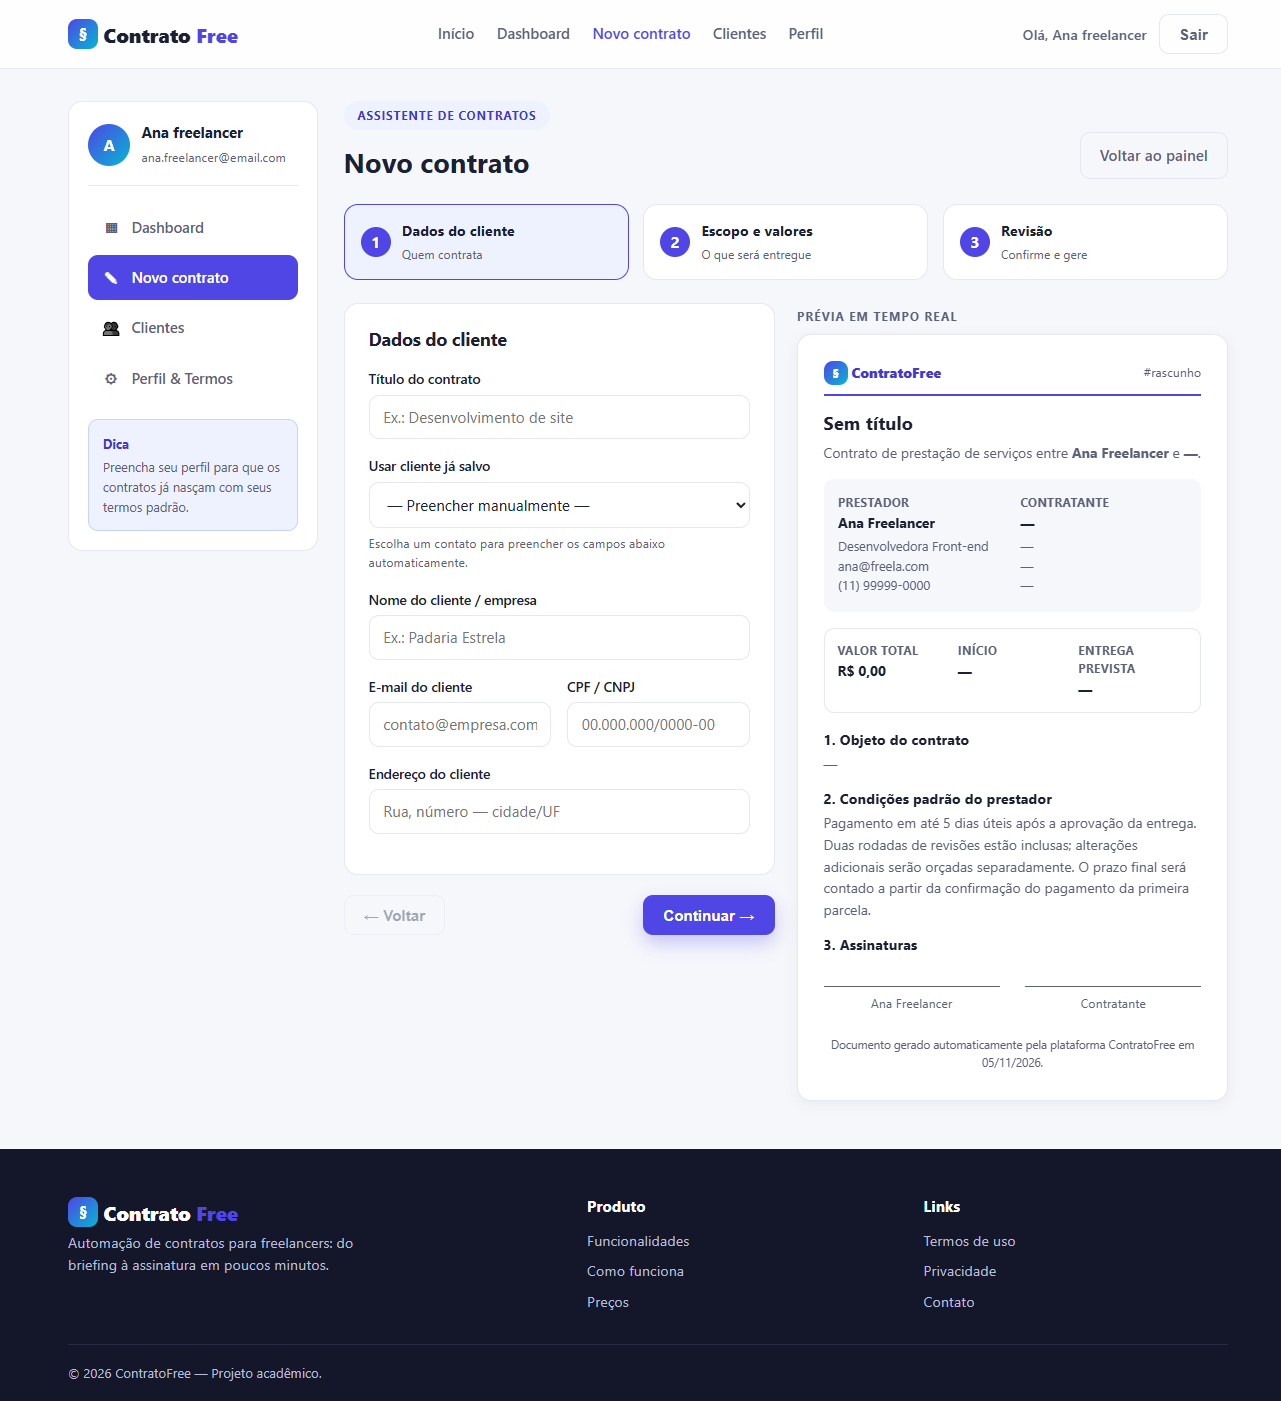 § Contrato Free
Início
Dashboard
Novo contrato
Clientes
Perfil
Olá, Ana freelancer
Sair
A
Ana freelancer
ana.freelancer@email.com
Dashboard
Novo contrato
Clientes
Perfil & Termos
Dica
Preencha seu perfil para que os
contratos já nasçam com seus
termos padrão.
ASSISTENTE DE CONTRATOS
Novo contrato
Voltar ao painel
1
Dados do cliente
Quem contrata
2
Escopo e valores
O que será entregue
3
Revisão
Confirme e gere
Dados do cliente
Título do contrato
Ex.: Desenvolvimento de site
Usar cliente já salvo
— Preencher manualmente —
Escolha um contato para preencher os campos abaixo
automaticamente.
Nome do cliente / empresa
Ex.: Padaria Estrela
E-mail do cliente
CPF / CNPJ
contato@empresa.com
00.000.000/0000-00
Endereço do cliente
Rua, número — cidade/UF
← Voltar
Continuar →
PRÉVIA EM TEMPO REAL
§ ContratoFree
#rascunho
Sem título
Contrato de prestação de serviços entre Ana Freelancer e —.
PRESTADOR
Ana Freelancer
Desenvolvedora Front-end
ana@freela.com
(11) 99999-0000
CONTRATANTE
—
—
—
—
VALOR TOTAL
R$ 0,00
INÍCIO
—
ENTREGA
PREVISTA
—
1. Objeto do contrato
—
2. Condições padrão do prestador
Pagamento em até 5 dias úteis após a aprovação da entrega.
Duas rodadas de revisões estão inclusas; alterações
adicionais serão orçadas separadamente. O prazo final será
contado a partir da confirmação do pagamento da primeira
parcela.
3. Assinaturas
Ana Freelancer
Contratante
Documento gerado automaticamente pela plataforma ContratoFree em
05/11/2026.
§ Contrato Free
Automação de contratos para freelancers: do
briefing à assinatura em poucos minutos.
Produto
Funcionalidades
Como funciona
Preços
Links
Termos de uso
Privacidade
Contato
© 2026 ContratoFree — Projeto acadêmico.